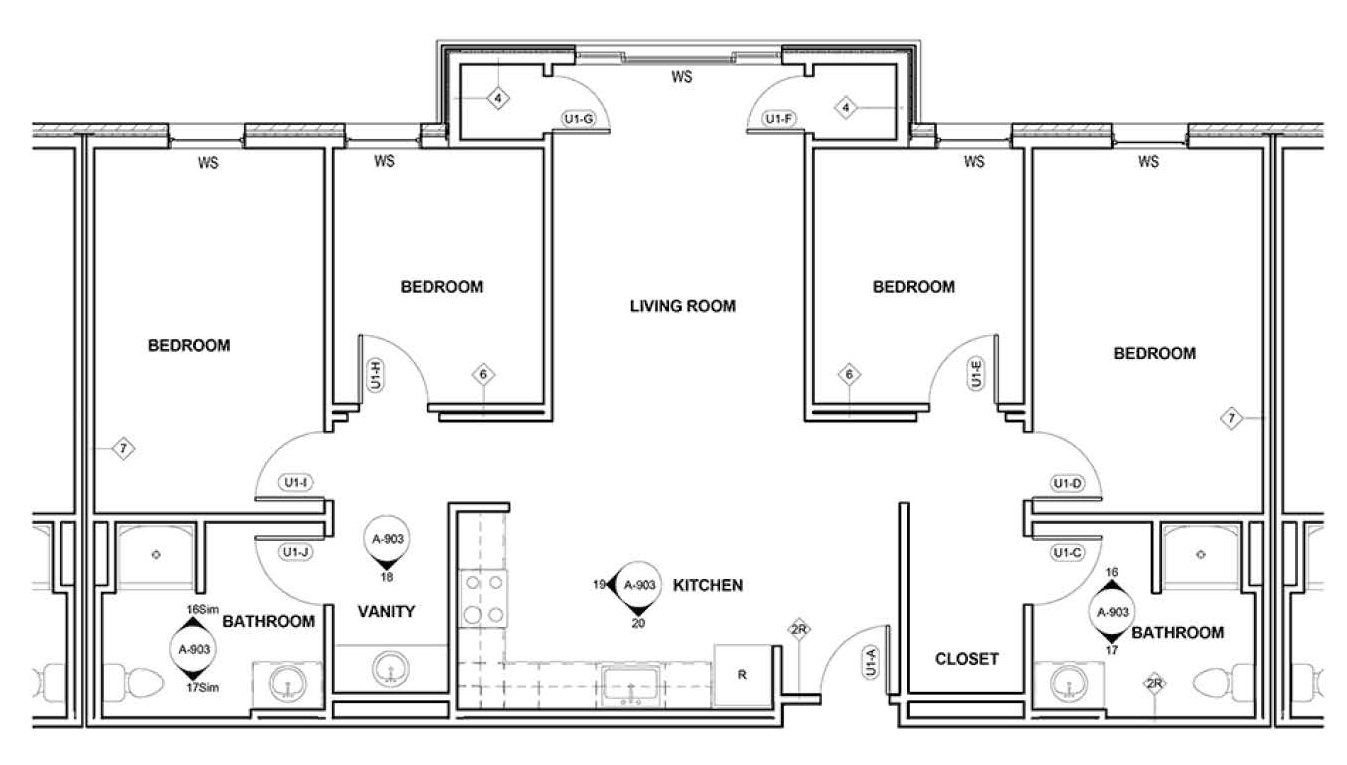 WS
4
U1-G
U1-F
4
WS
WS
WS
WS
BEDROOM
BEDROOM
LIVING ROOM
BEDROOM
BEDROOM
U1-H
6
6
U1-E
7
7
U1-I
U1-D
A-903
18
U1-J
U1-C
19
A-903
20
KITCHEN
16
A-903
17
VANITY
16Sim
BATHROOM
A-903
17Sim
2R
U1-A
BATHROOM
CLOSET
R
2R